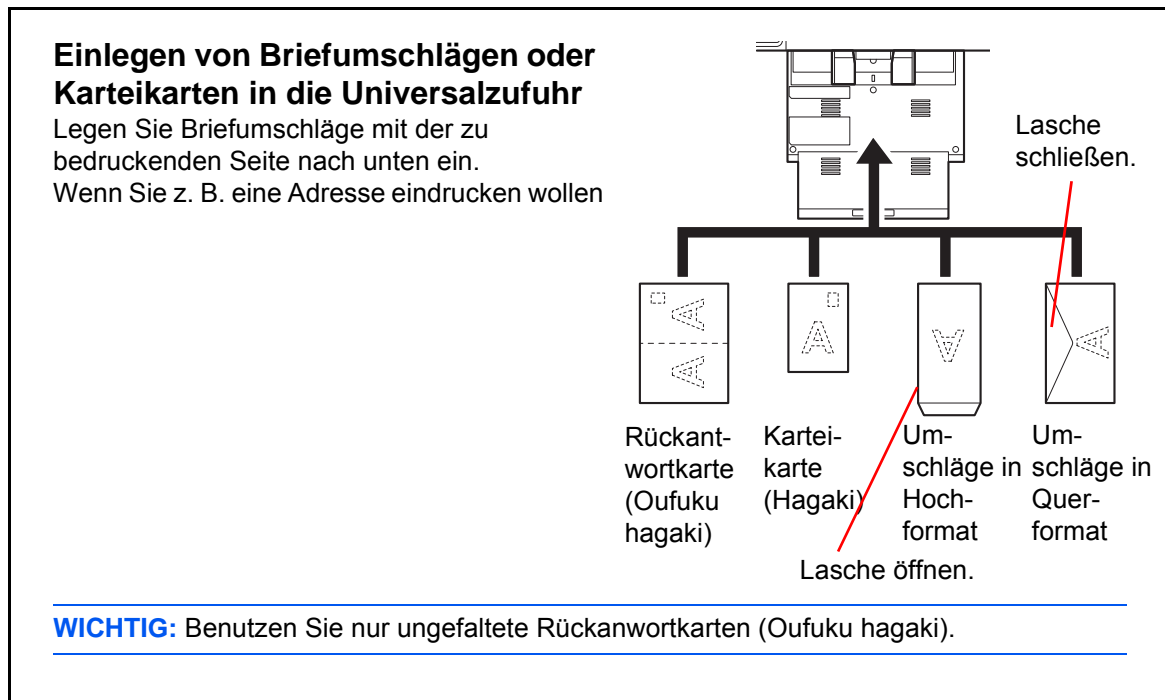 Einlegen von Briefumschlägen oder
Karteikarten in die Universalzufuhr
Legen Sie Briefumschläge mit der zu
bedruckenden Seite nach unten ein.
Wenn Sie z. B. eine Adresse eindrucken wollen
Lasche
schließen.
A
A
A
A
A
Rückant-
wortkarte
(Oufuku
hagaki)
Kartei-
karte
(Hagaki)
Um-
schläge in
Hoch-
format
Um-
schläge in
Quer-
format
Lasche öffnen.
WICHTIG: Benutzen Sie nur ungefaltete Rückanwortkarten (Oufuku hagaki).